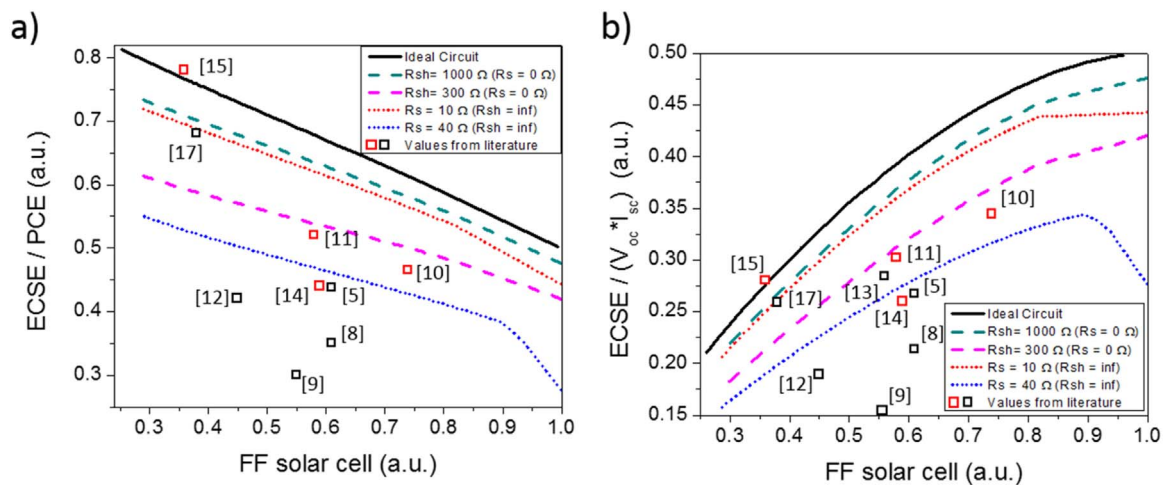 a)
ECSE / PCE (a.u.)
0.8
0.7
0.6
0.5
0.4
0.3
0.3 0.4 0.5 0.6 0.7 0.8 0.9 1.0
FF solar cell (a.u.)
Ideal Circuit
Rsh= 1000 Ω (Rs = 0 Ω)
Rsh= 300 Ω (Rs = 0 Ω)
Rs = 10 Ω (Rsh = inf)
Rs = 40 Ω (Rsh = inf)
Values from literature
[15]
[17]
[11]
[10]
[12]
[14]
[5]
[8]
[9]
b)
ECSE / (Voc*Isc) (a.u.)
0.50
0.45
0.40
0.35
0.30
0.25
0.20
0.15
0.3 0.4 0.5 0.6 0.7 0.8 0.9 1.0
FF solar cell (a.u.)
[10]
[15]
[11]
[17]
[13]
[5]
[14]
[8]
[12]
[9]
Ideal Circuit
Rsh= 1000 Ω (Rs = 0 Ω)
Rsh= 300 Ω (Rs = 0 Ω)
Rs = 10 Ω (Rsh = inf)
Rs = 40 Ω (Rsh = inf)
Values from literature